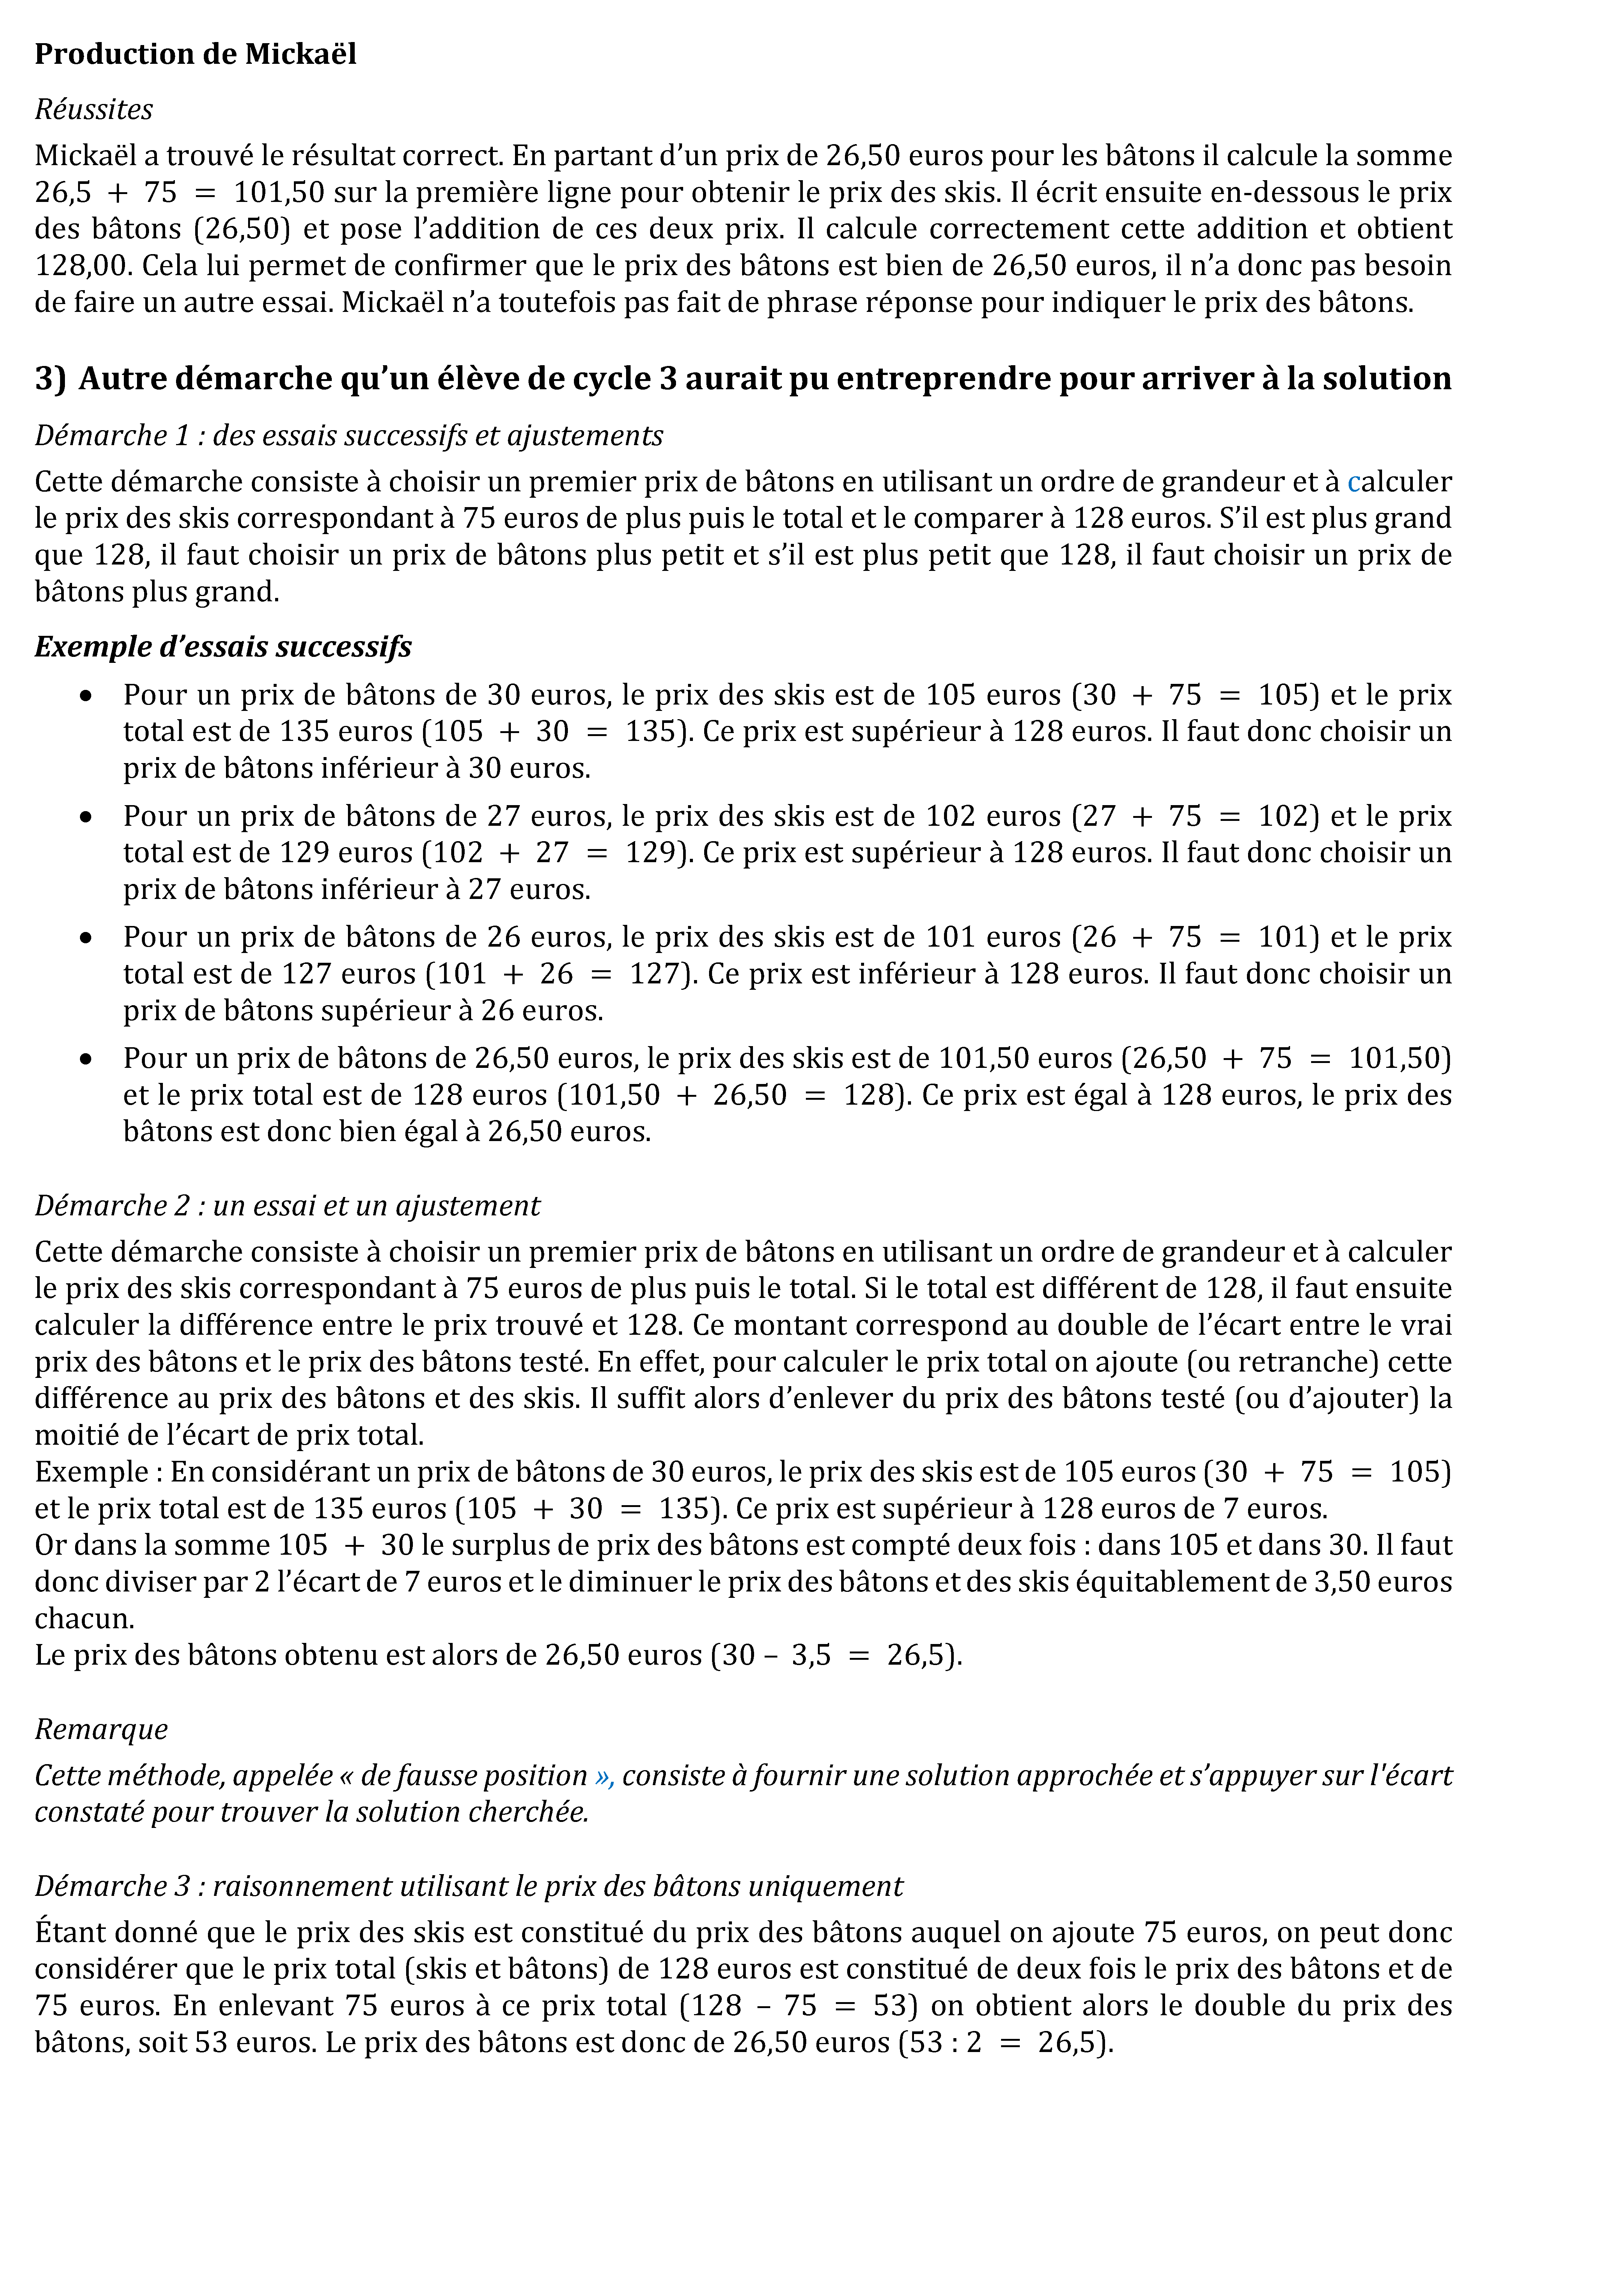 Production de Mickaël
Réussites
Mickaël a trouvé le résultat correct. En partant d’un prix de 26,50 euros pour les bâtons il calcule la somme
26,5 + 75 = 101,50 sur la première ligne pour obtenir le prix des skis. Il écrit ensuite en-dessous le prix
des bâtons (26,50) et pose l’addition de ces deux prix. Il calcule correctement cette addition et obtient
128,00. Cela lui permet de confirmer que le prix des bâtons est bien de 26,50 euros, il n’a donc pas besoin
de faire un autre essai. Mickaël n’a toutefois pas fait de phrase réponse pour indiquer le prix des bâtons.
3) Autre démarche qu’un élève de cycle 3 aurait pu entreprendre pour arriver à la solution
Démarche 1 : des essais successifs et ajustements
Cette démarche consiste à choisir un premier prix de bâtons en utilisant un ordre de grandeur et à calculer
le prix des skis correspondant à 75 euros de plus puis le total et le comparer à 128 euros. S’il est plus grand
que 128, il faut choisir un prix de bâtons plus petit et s’il est plus petit que 128, il faut choisir un prix de
bâtons plus grand.
Exemple d’essais successifs
• Pour un prix de bâtons de 30 euros, le prix des skis est de 105 euros (30 + 75 = 105) et le prix
total est de 135 euros (105 + 30 = 135). Ce prix est supérieur à 128 euros. Il faut donc choisir un
prix de bâtons inférieur à 30 euros.
• Pour un prix de bâtons de 27 euros, le prix des skis est de 102 euros (27 + 75 = 102) et le prix
total est de 129 euros (102 + 27 = 129). Ce prix est supérieur à 128 euros. Il faut donc choisir un
prix de bâtons inférieur à 27 euros.
• Pour un prix de bâtons de 26 euros, le prix des skis est de 101 euros (26 + 75 = 101) et le prix
total est de 127 euros (101 + 26 = 127). Ce prix est inférieur à 128 euros. Il faut donc choisir un
prix de bâtons supérieur à 26 euros.
• Pour un prix de bâtons de 26,50 euros, le prix des skis est de 101,50 euros (26,50 + 75 = 101,50)
et le prix total est de 128 euros (101,50 + 26,50 = 128). Ce prix est égal à 128 euros, le prix des
bâtons est donc bien égal à 26,50 euros.
Démarche 2 : un essai et un ajustement
Cette démarche consiste à choisir un premier prix de bâtons en utilisant un ordre de grandeur et à calculer
le prix des skis correspondant à 75 euros de plus puis le total. Si le total est différent de 128, il faut ensuite
calculer la différence entre le prix trouvé et 128. Ce montant correspond au double de l’écart entre le vrai
prix des bâtons et le prix des bâtons testé. En effet, pour calculer le prix total on ajoute (ou retranche) cette
différence au prix des bâtons et des skis. Il suffit alors d’enlever du prix des bâtons testé (ou d’ajouter) la
moitié de l’écart de prix total.
Exemple : En considérant un prix de bâtons de 30 euros, le prix des skis est de 105 euros (30 + 75 = 105)
et le prix total est de 135 euros (105 + 30 = 135). Ce prix est supérieur à 128 euros de 7 euros.
Or dans la somme 105 + 30 le surplus de prix des bâtons est compté deux fois : dans 105 et dans 30. Il faut
donc diviser par 2 l’écart de 7 euros et le diminuer le prix des bâtons et des skis équitablement de 3,50 euros
chacun.
Le prix des bâtons obtenu est alors de 26,50 euros (30 – 3,5 = 26,5).
Remarque
Cette méthode, appelée « de fausse position », consiste à fournir une solution approchée et s’appuyer sur l'écart
constaté pour trouver la solution cherchée.
Démarche 3 : raisonnement utilisant le prix des bâtons uniquement
Étant donné que le prix des skis est constitué du prix des bâtons auquel on ajoute 75 euros, on peut donc
considérer que le prix total (skis et bâtons) de 128 euros est constitué de deux fois le prix des bâtons et de
75 euros. En enlevant 75 euros à ce prix total (128 – 75 = 53) on obtient alors le double du prix des
bâtons, soit 53 euros. Le prix des bâtons est donc de 26,50 euros (53 : 2 = 26,5).